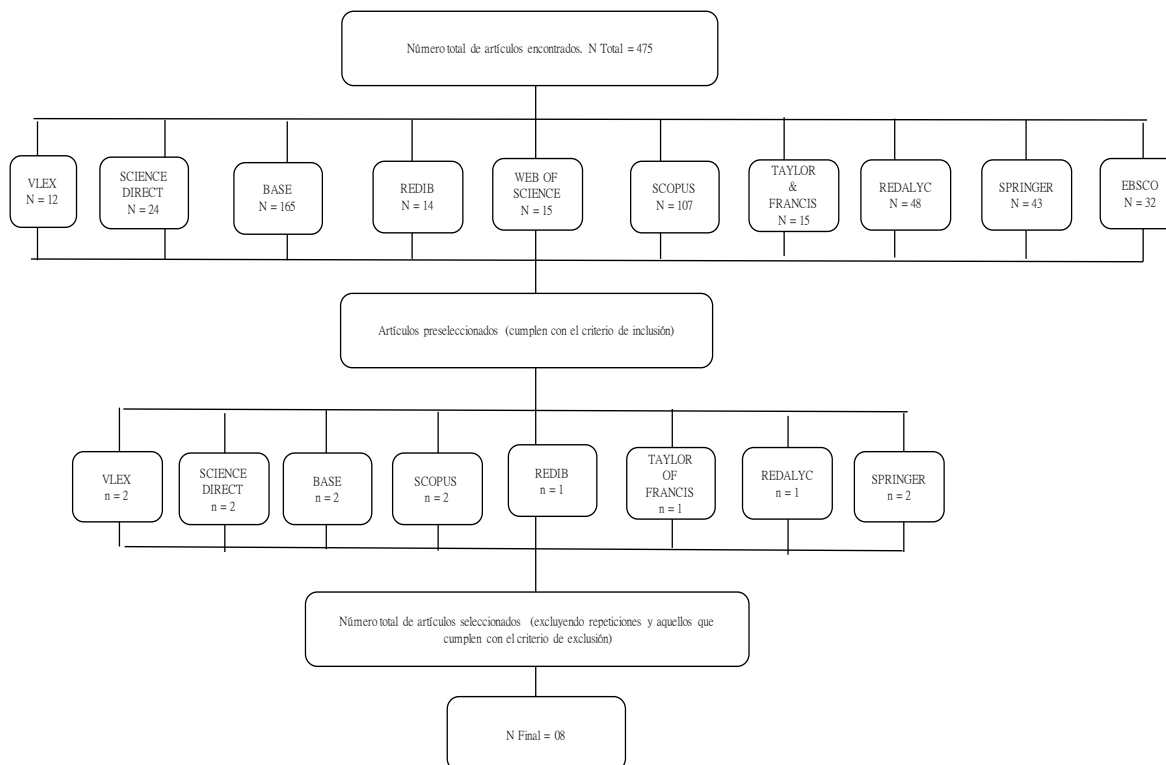 Número total de artículos encontrados. N Total = 475
VLEX
N = 12
SCIENCE
DIRECT
N = 24
BASE
N = 165
REDIB
N = 14
WEB OF
SCIENCE
N = 15
SCOPUS
N = 107
TAYLOR
&
FRANCIS
N = 15
REDALYC
N = 48
SPRINGER
N = 43
EBSCO
N = 32
Artículos preseleccionados (cumplen con el criterio de inclusión)
VLEX
n = 2
SCIENCE
DIRECT
n = 2
BASE
n = 2
SCOPUS
n = 2
REDIB
n = 1
TAYLOR
OF
FRANCIS
n = 1
REDALYC
n = 1
SPRINGER
n = 2
Número total de artículos seleccionados (excluyendo repeticiones y aquellos que
cumplen con el criterio de exclusión)
N Final = 08